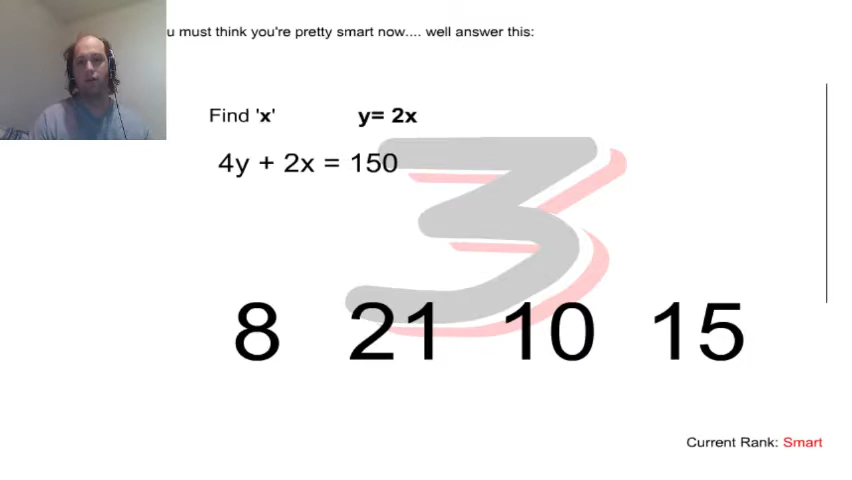 u must think you're pretty smart now.... well answer this:
Find 'x' y= 2x
4y + 2x = 150
3
8 21 10 15
Current Rank: Smart